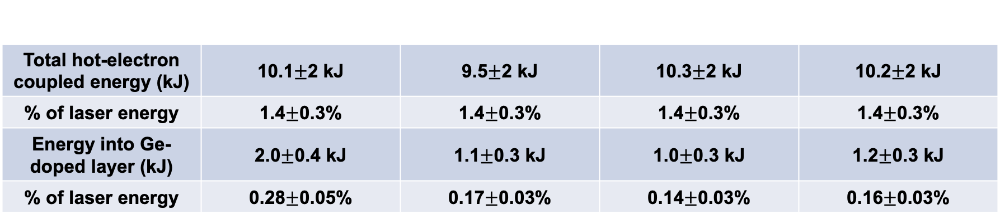 Total hot-electron
coupled energy (kJ)
10.1±2 kJ
9.5±2 kJ
10.3±2 kJ
10.2±2 kJ
% of laser energy
1.4±0.3%
1.4±0.3%
1.4±0.3%
1.4±0.3%
Energy into Ge-
doped layer (kJ)
2.0±0.4 kJ
1.1±0.3 kJ
1.0±0.3 kJ
1.2±0.3 kJ
% of laser energy
0.28±0.05%
0.17±0.03%
0.14±0.03%
0.16±0.03%